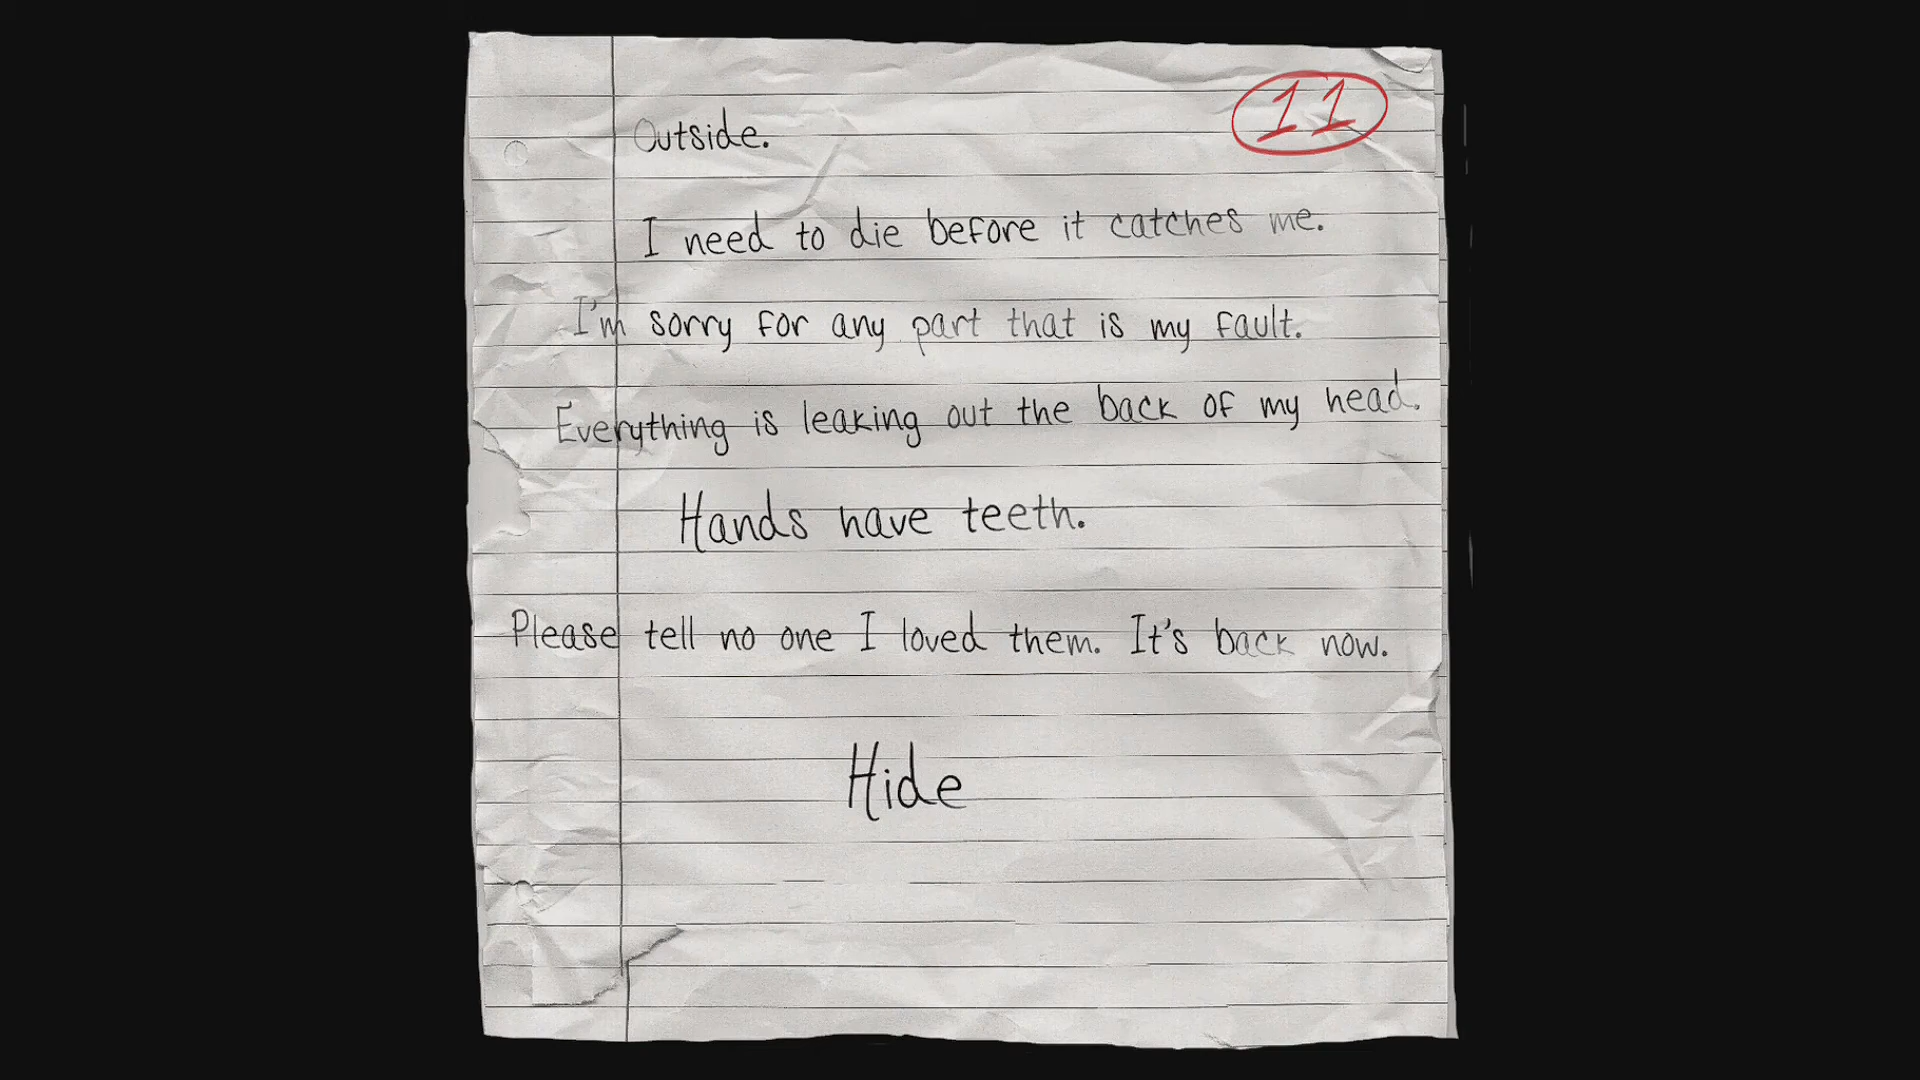 11
Outside.
I need to die before it catches me.
I'm sorry for any part that is my fault.
Everything is leaking out the back of my head.
Hands have teeth.
Please tell no one I loved them. It's back now.
Hide